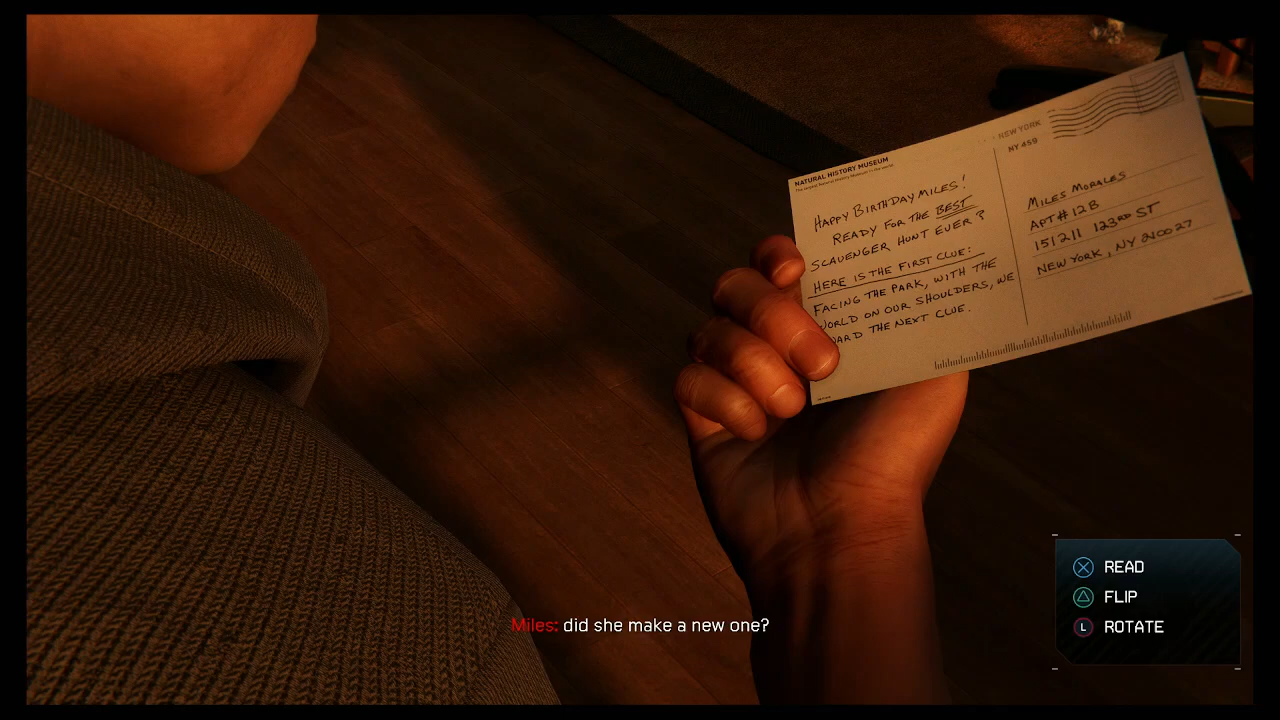 NATURAL HISTORY MUSEUM
HAPPY BIRTHDAY MILES!
READY FOR THE BEST
SCAVENGER HUNT EVER?
HERE IS THE FIRST CLUE:
FACING THE PARK, WITH THE
WORLD ON OUR SHOULDERS, WE
THE NEXT CLUE.
NEW YORK
NY 459
MILES MORALES
APT# 12B
151211 123RD ST
NEW YORK, NY 210027
READ
FLIP
L ROTATE
Miles: did she make a new one?